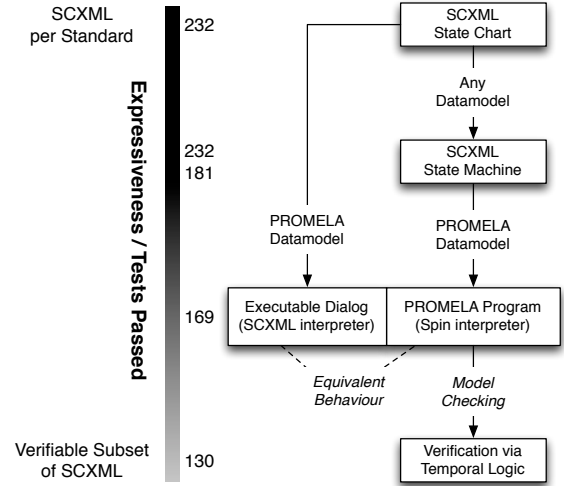 SCXML
per Standard
232
SCXML
State Chart
Any
Datamodel
232
181
SCXML
State Machine
Expressiveness / Tests Passed
PROMELA
Datamodel
PROMELA
Datamodel
169
Executable Dialog
(SCXML interpreter)
PROMELA Program
(Spin interpreter)
Equivalent
Behaviour
Model
Checking
Verifiable Subset
of SCXML
130
Verification via
Temporal Logic